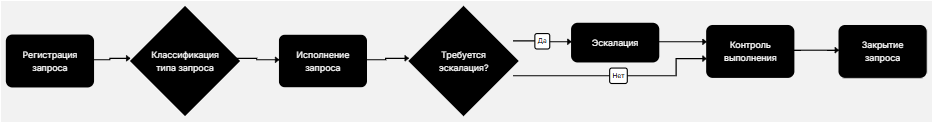 Регистрация
запроса
Классификация
типа запроса
Исполнение
запроса
Требуется
эскалация?
Да
Эскалация
Нет
Контроль
выполнения
Закрытие
запроса